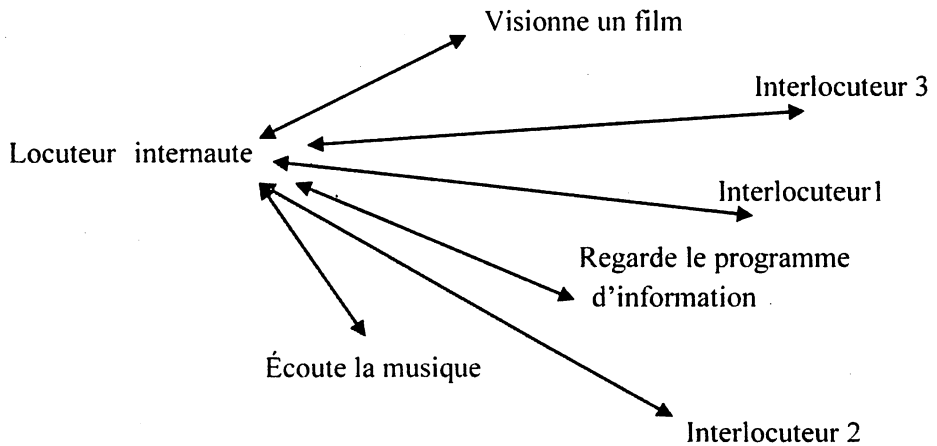 Visionne un film
Interlocuteur 3
Locuteur internaute
Interlocuteur1
Regarde le programme
d'information
Écoute la musique
Interlocuteur 2